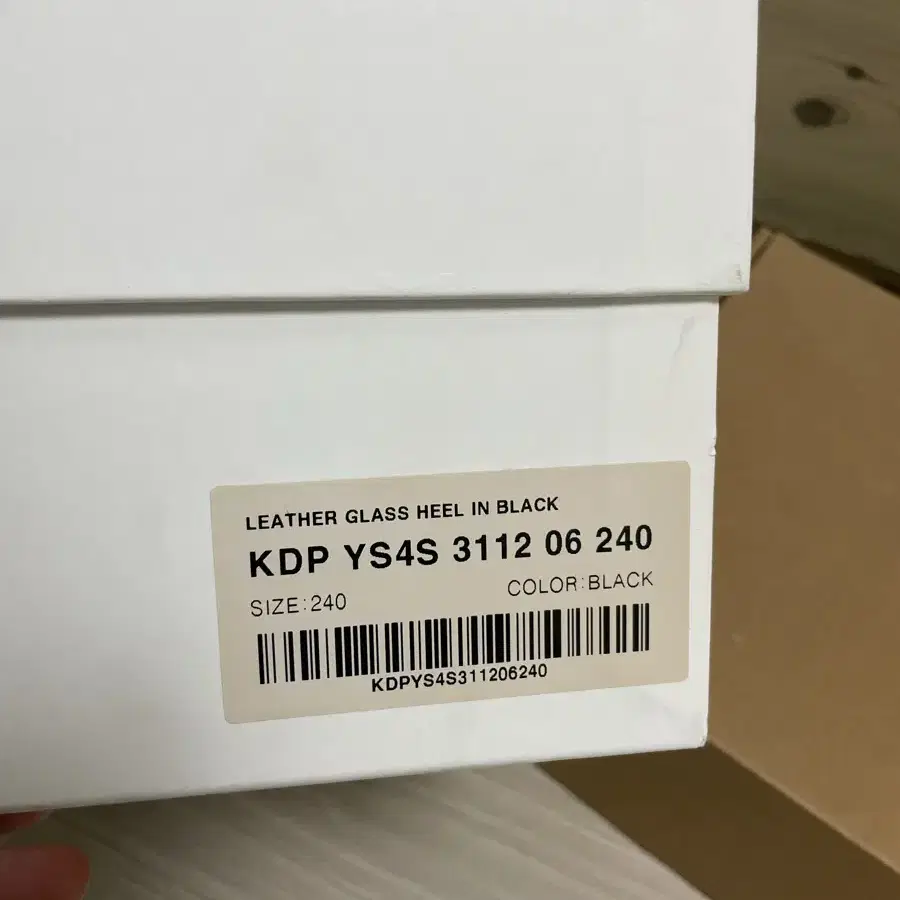 LEATHER GLASS HEEL IN BLACK
KDP YS4S 3112 06 240
SIZE:240 COLOR:BLACK
KDPYS4S311206240